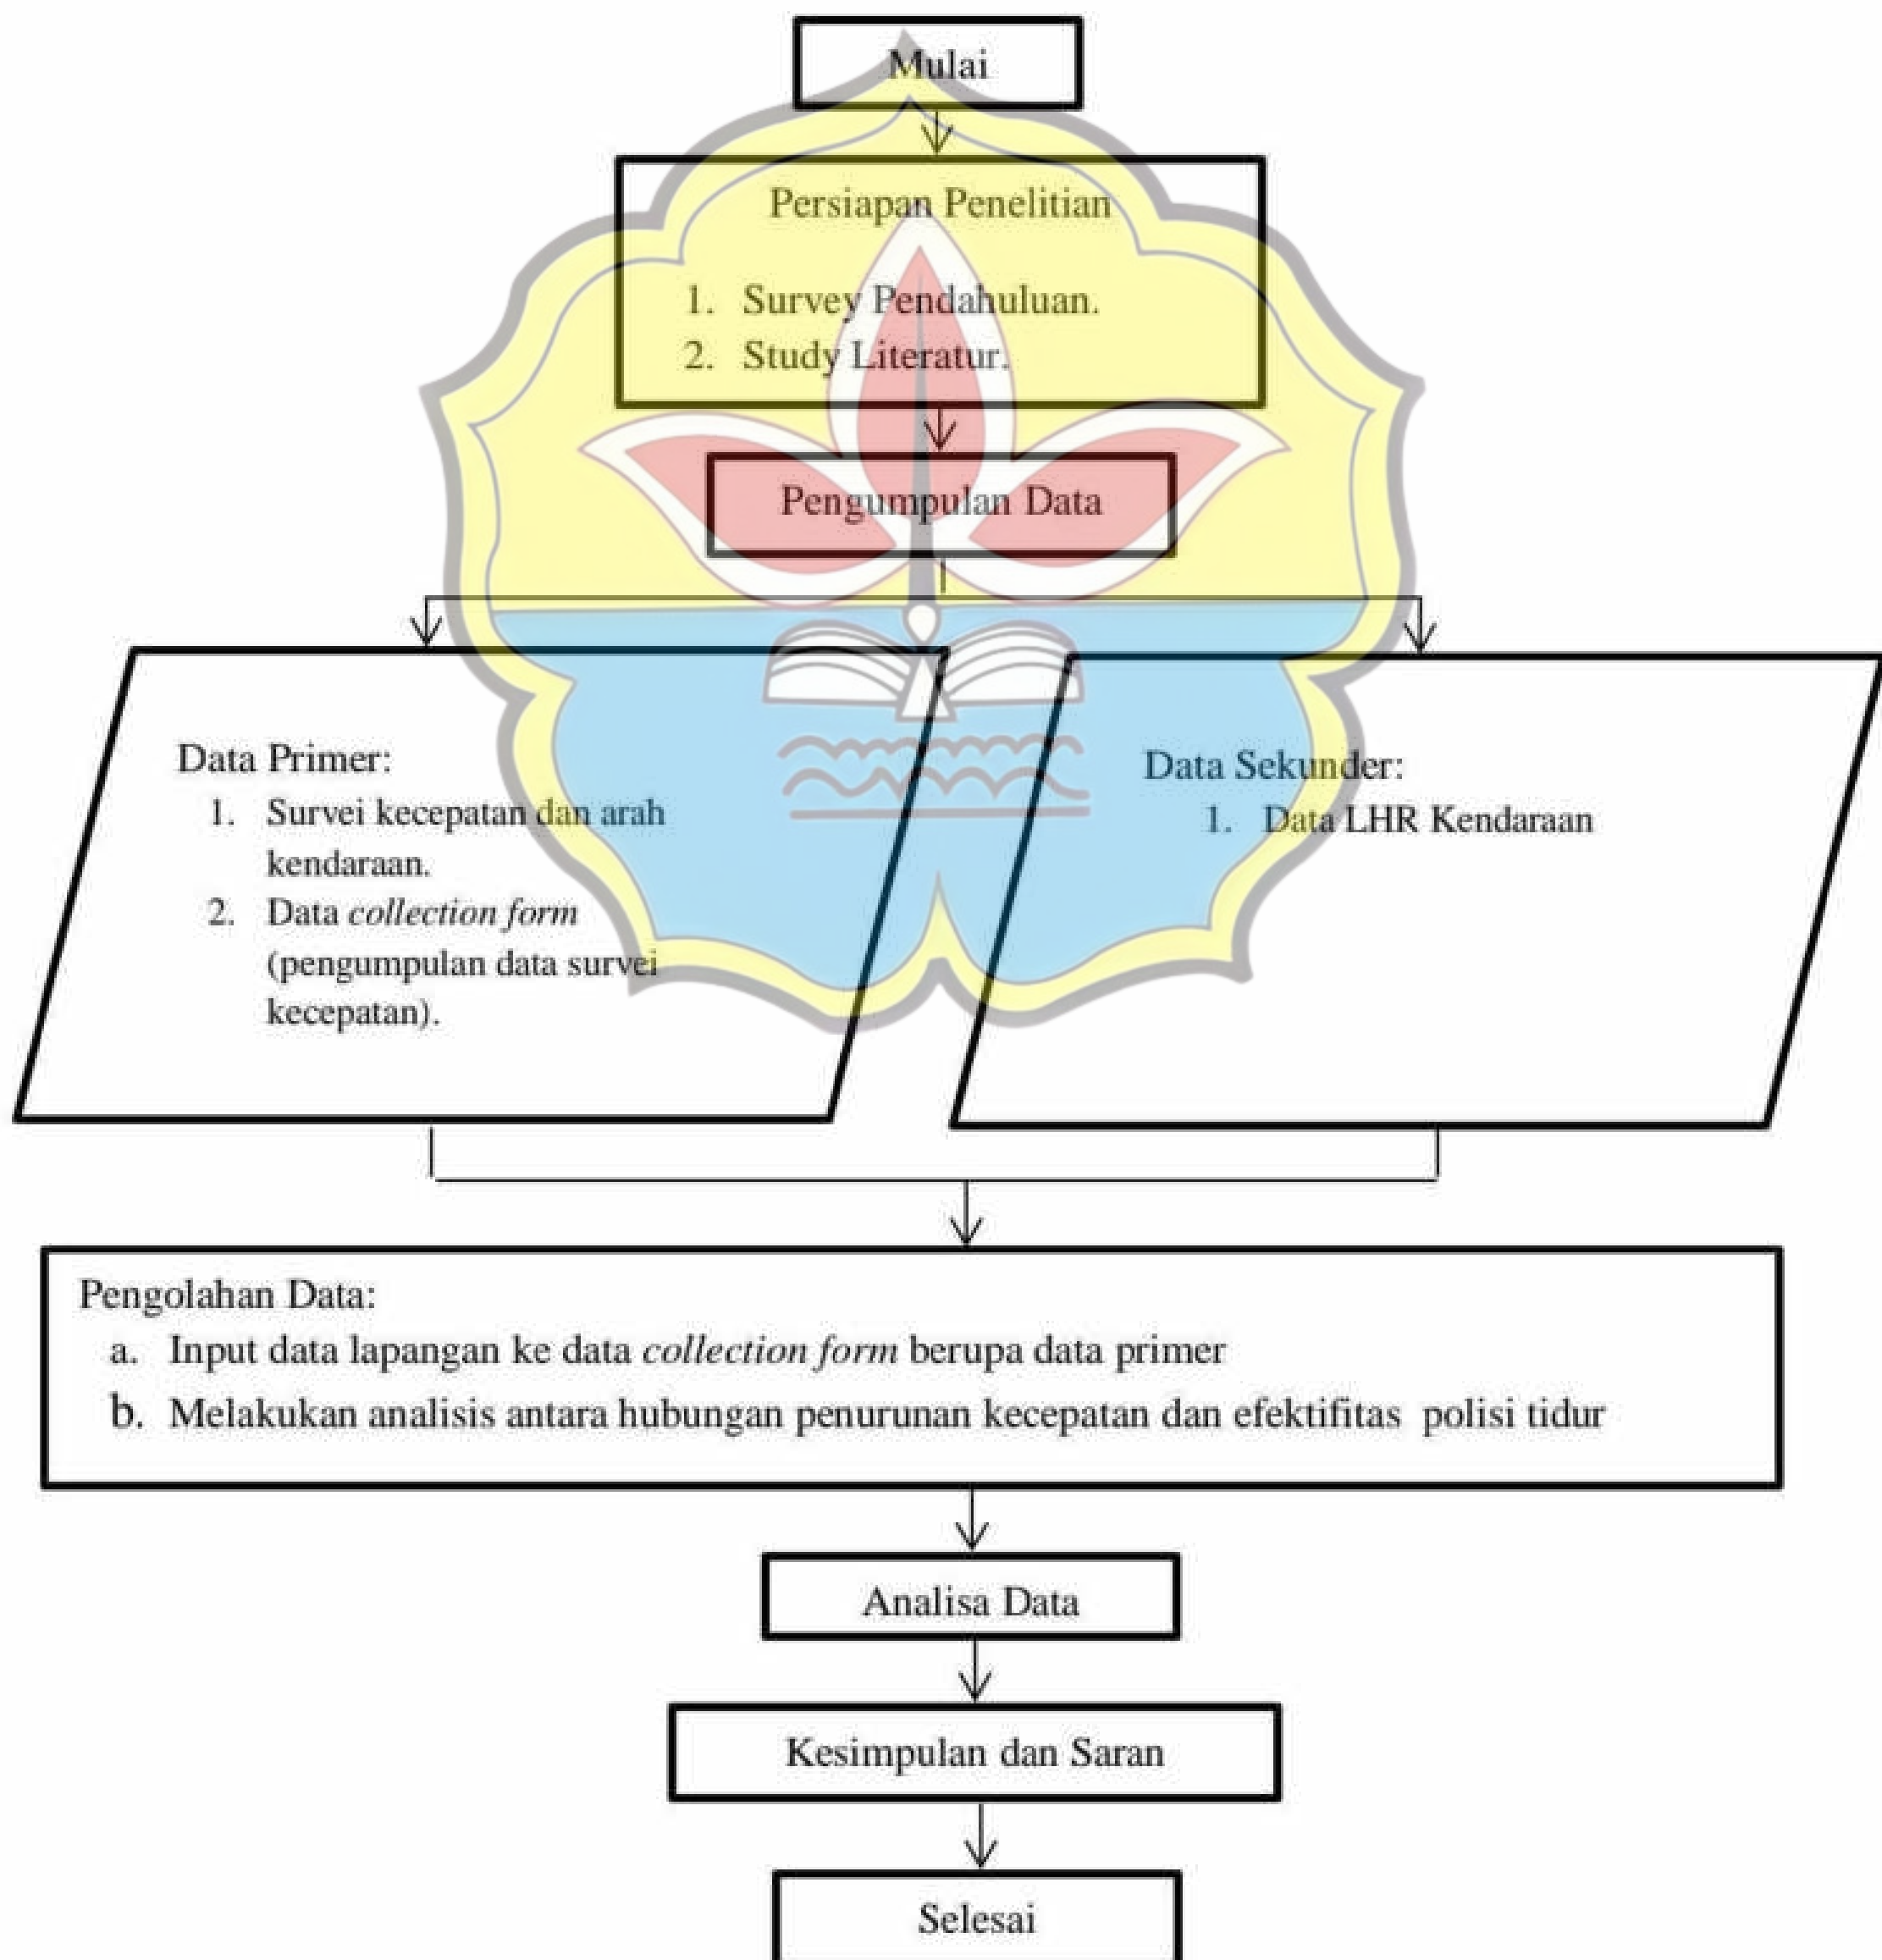 Mulai
Persiapan Penelitian
1. Survey Pendahuluan.
2. Study Literatur.
Pengumpulan Data
Data Primer:
1. Survei kecepatan dan arah
kendaraan.
2. Data collection form
(pengumpulan data survei
kecepatan).
Data Sekunder:
1. Data LHR Kendaraan
Pengolahan Data:
a. Input data lapangan ke data collection form berupa data primer
b. Melakukan analisis antara hubungan penurunan kecepatan dan efektifitas polisi tidur
Analisa Data
Kesimpulan dan Saran
Selesai